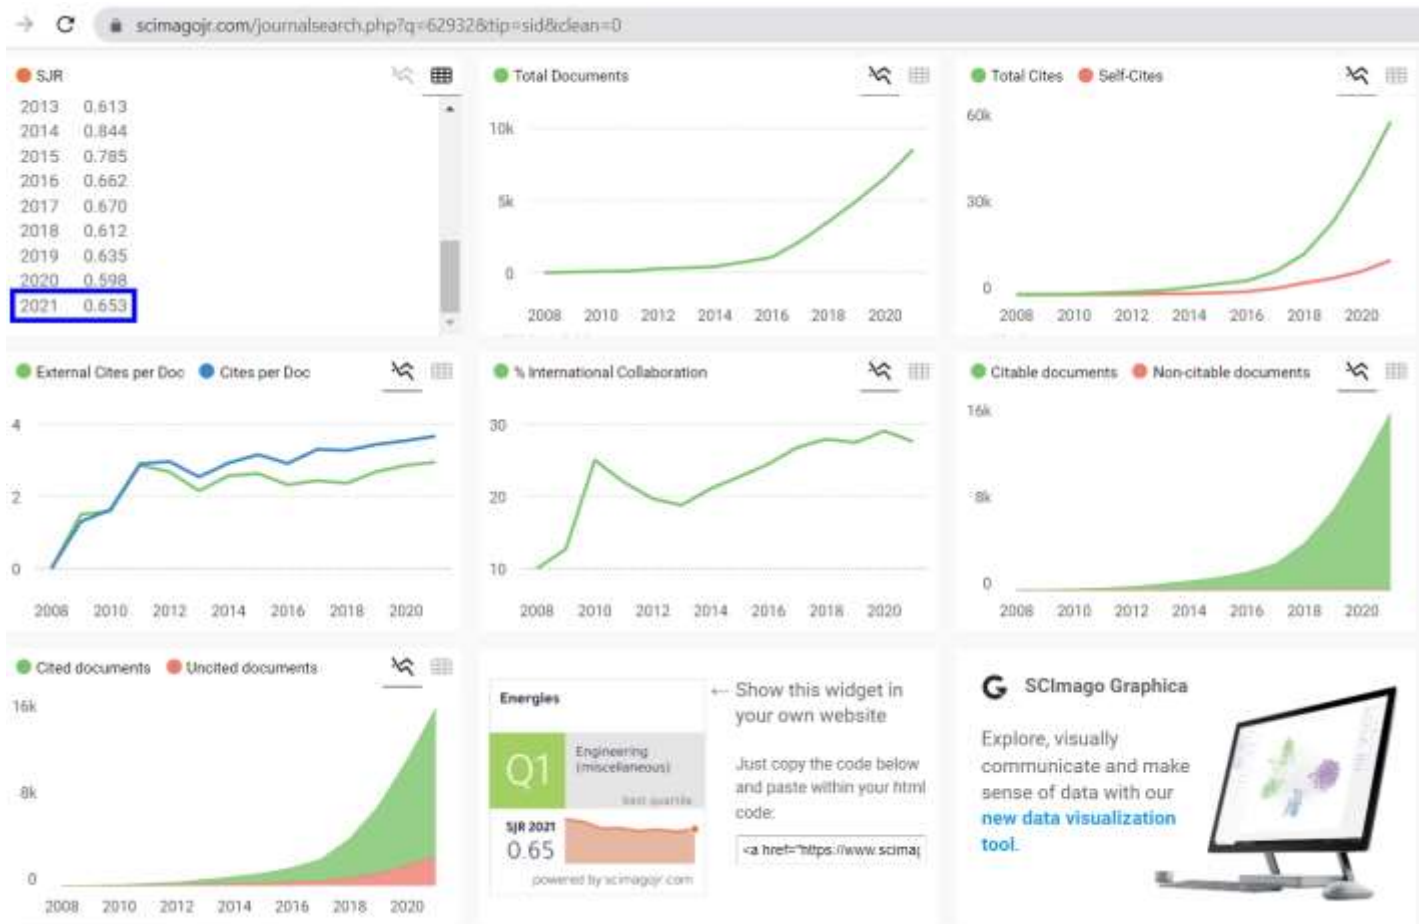 scimagojr.com/journalsearch.php?q=62932&tip=sid&clean=0
SJR
2013 0.613
2014 0.844
2015 0.785
2016 0.662
2017 0.670
2018 0.612
2019 0.635
2020 0.598
2021 0.653
Total Documents
10k
5k
0
2008 2010 2012 2014 2016 2018 2020
Total Cites Self-Cites
60k
30k
0
2008 2010 2012 2014 2016 2018 2020
External Cites per Doc Cites per Doc
4
2
0
2008 2010 2012 2014 2016 2018 2020
% International Collaboration
30
20
10
2008 2010 2012 2014 2016 2018 2020
Citable documents Non-citable documents
16k
8k
0
2008 2010 2012 2014 2016 2018 2020
Cited documents Uncited documents
16k
8k
0
2008 2010 2012 2014 2016 2018 2020
Energies
Q1
Engineering
(miscellaneous)
best quartile
SJR 2021
0.65
powered by scimagojr.com
← Show this widget in
your own website
Just copy the code below
and paste within your html
code:
<a href="https://www.scimag
SCImago Graphica
Explore, visually
communicate and make
sense of data with our
new data visualization
tool.